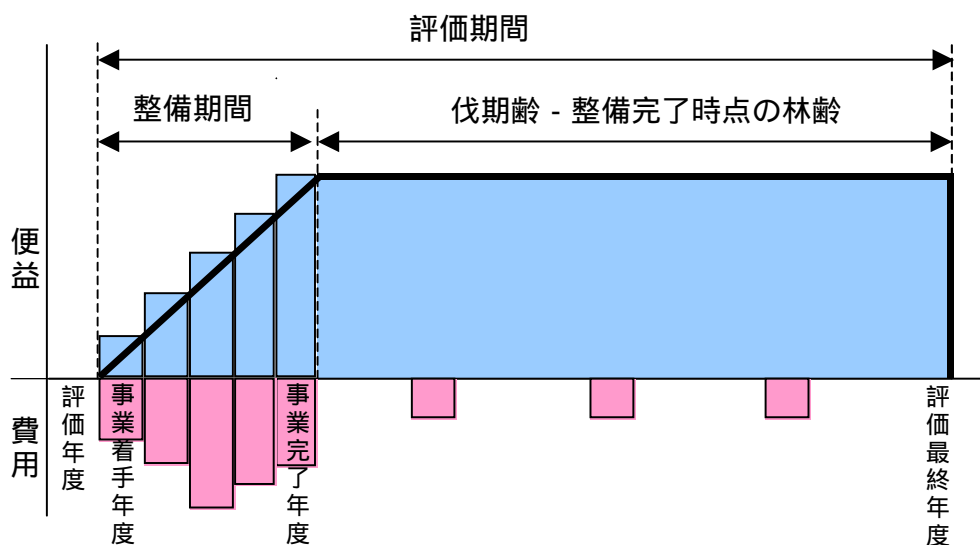 評価期間
整備期間
伐期齢 - 整備完了時点の林齢
便益
費用
評価年度
事業着手年度
事業完了年度
評価最終年度